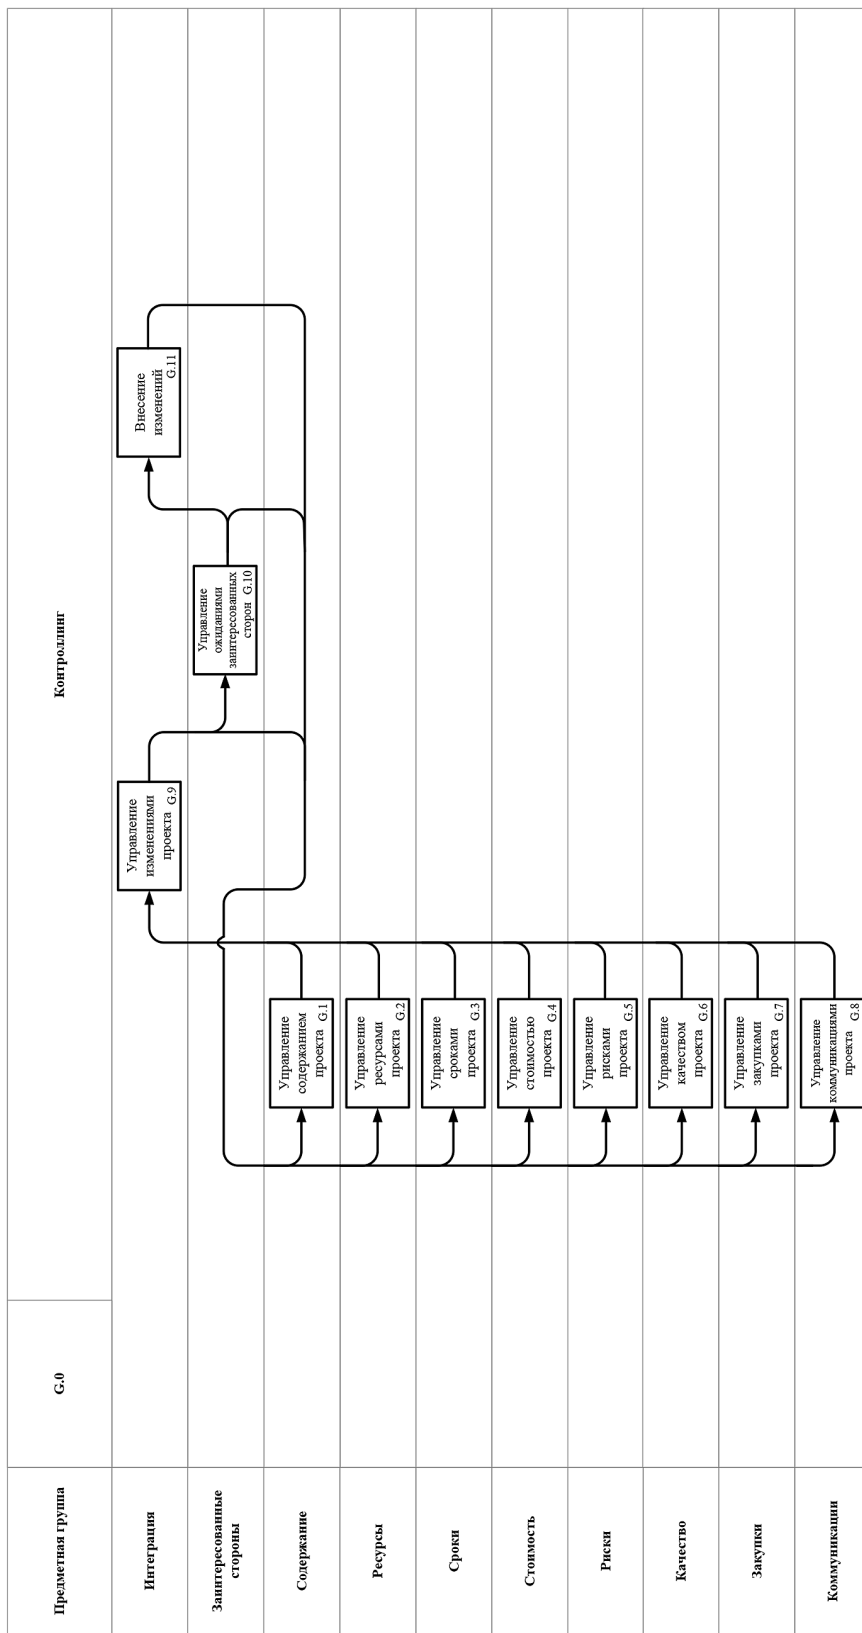 Предметная группа
G.0
Контроллинг
Интеграция
Управление
изменениями
проекта G.9
Внесение
изменений
G.11
Заинтересованные
стороны
Управление
ожиданиями
заинтересованных
сторон G.10
Содержание
Управление
содержанием
проекта G.1
Ресурсы
Управление
ресурсами
проекта G.2
Сроки
Управление
сроками
проекта G.3
Стоимость
Управление
стоимостью
проекта G.4
Риски
Управление
рисками
проекта G.5
Качество
Управление
качеством
проекта G.6
Закупки
Управление
закупками
проекта G.7
Коммуникации
Управление
коммуникациями
проекта G.8